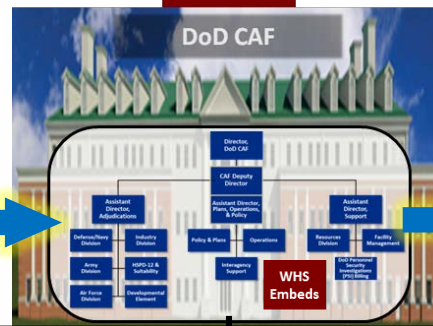 DoD CAF
Director,
DoD CAF
CAF Deputy
Director
Assistant Director,
Plans, Operations,
& Policy
Assistant
Director,
Adjudications
Assistant
Director,
Support
Defense/Navy
Division
Industry
Division
Policy & Plans
Operations
Resources
Division
Facility
Management
Army
Division
HSPD-12 &
Suitability
Interagency
Support
DoD Personnel
Security
Investigations
(PSI) Billing
Air Force
Division
Developmental
Element
WHS
Embeds